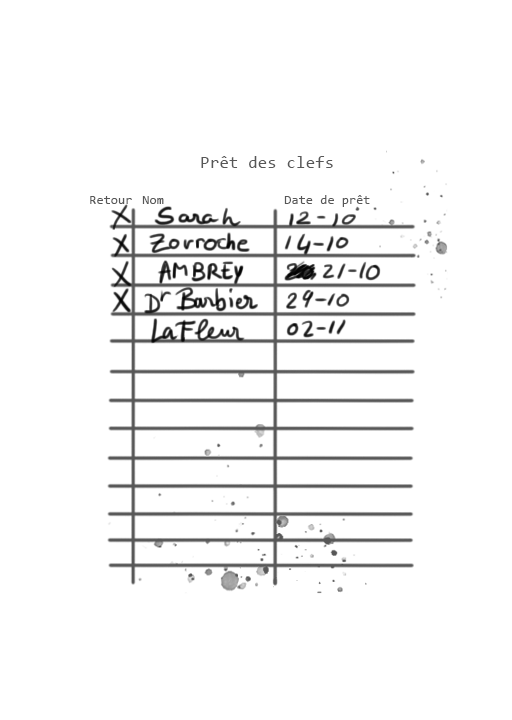 Prêt des clefs
Retour Nom Date de prêt
X Sarah 12-10
X Zorroche 14-10
X AMBREY 21-10
X Dr Barbier 29-10
LaFleur 02-11